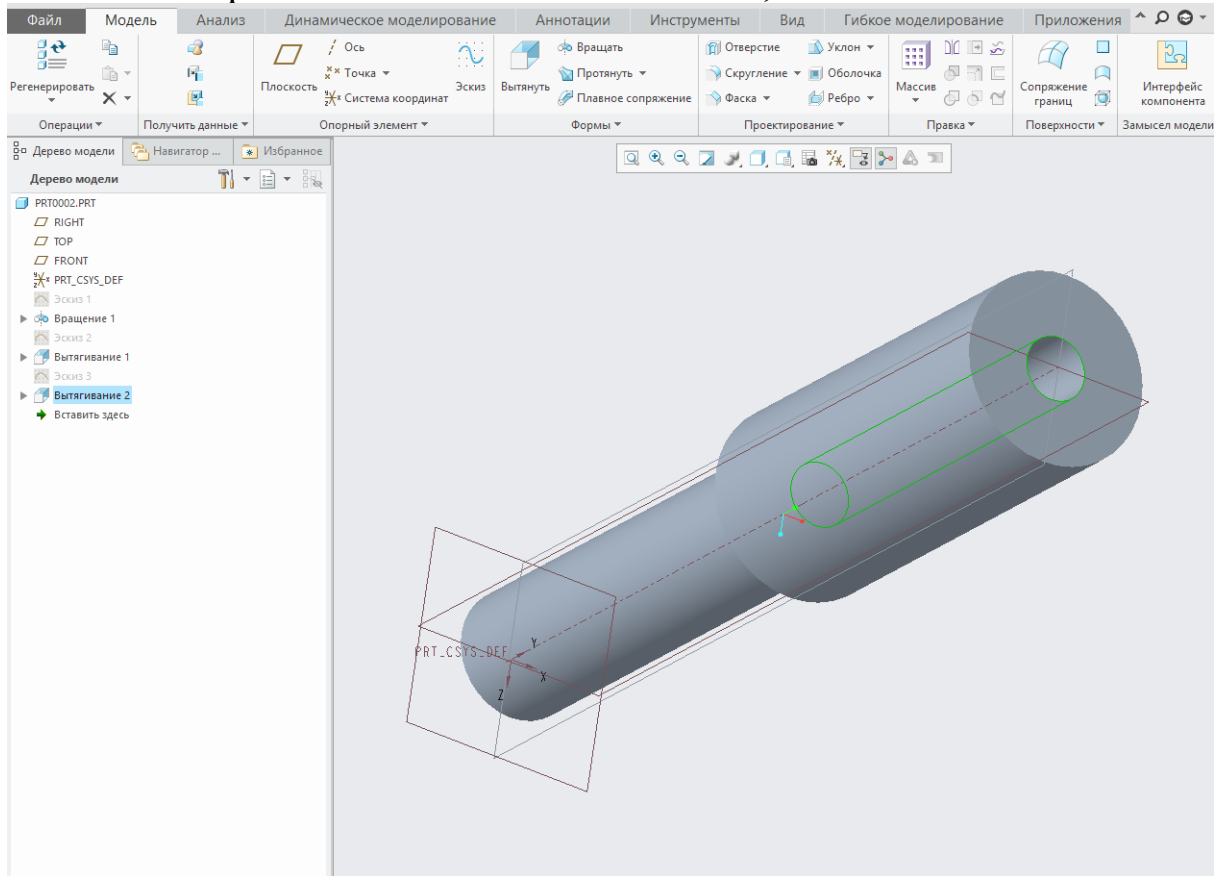 Файл Модель Анализ Динамическое моделирование Аннотации Инструменты Вид Гибкое моделирование Приложения
Регенерировать
Операции
Получить данные
Плоскость
Ось
Точка
Система координат
Эскиз
Опорный элемент
Вытянуть
Вращать
Протянуть
Плавное сопряжение
Формы
Отверстие
Скругление
Фаска
Уклон
Оболочка
Ребро
Проектирование
Массив
Правка
Сопряжение
границ
Поверхности
Интерфейс
компонента
Замысел модели
Дерево модели Навигатор ... Избранное
Дерево модели
PRT0002.PRT
RIGHT
TOP
FRONT
PRT_CSYS_DEF
Эскиз 1
Вращение 1
Эскиз 2
Вытягивание 1
Эскиз 3
Вытягивание 2
Вставить здесь
PRT_CSYS_DEF
Y
X
Z